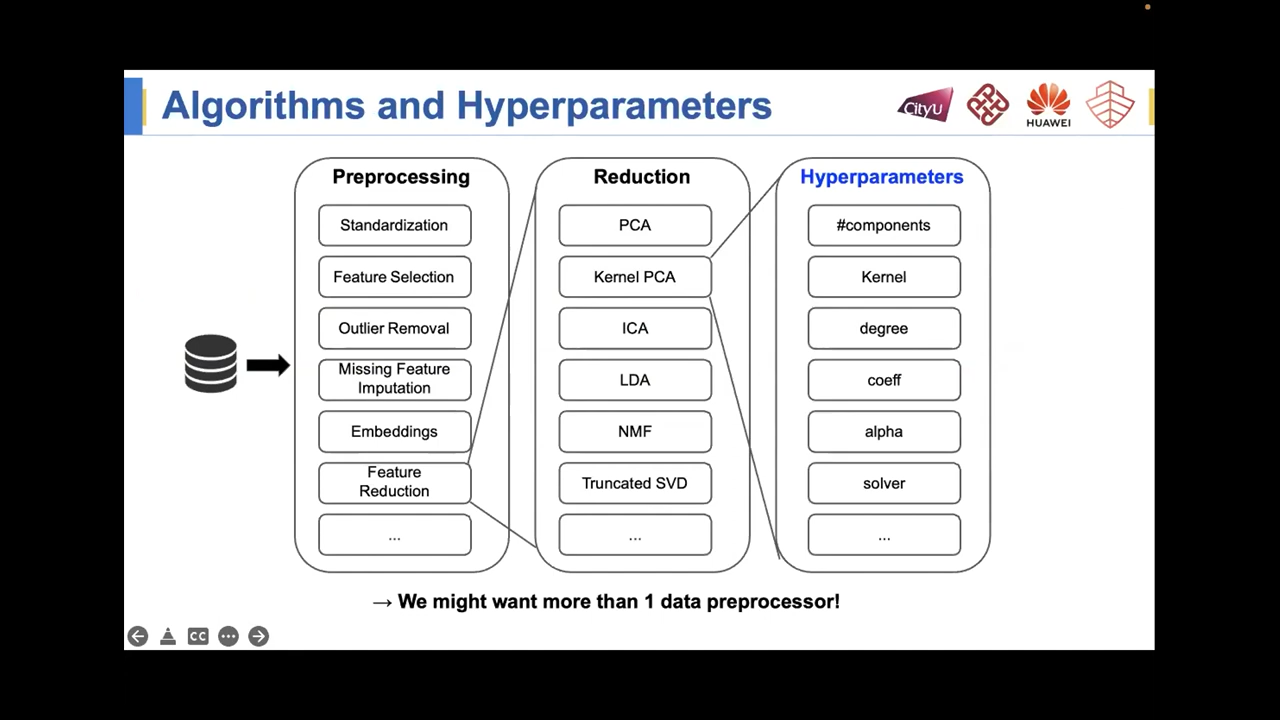 Algorithms and Hyperparameters
CityU
HUAWEI
Preprocessing
Standardization
Feature Selection
Outlier Removal
Missing Feature
Imputation
Embeddings
Feature
Reduction
...
Reduction
PCA
Kernel PCA
ICA
LDA
NMF
Truncated SVD
...
Hyperparameters
#components
Kernel
degree
coeff
alpha
solver
...
→ We might want more than 1 data preprocessor!
CC